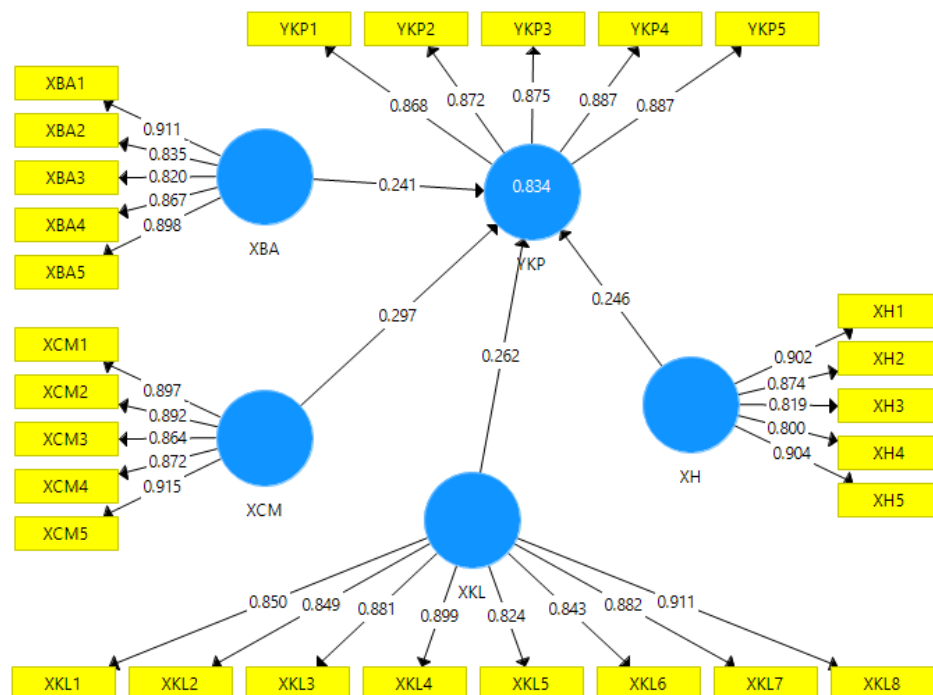 YKP1 YKP2 YKP3 YKP4 YKP5
0.868 0.872 0.875 0.887 0.887
XBA1
XBA2
XBA3
XBA4
XBA5
0.911
0.835
0.820
0.867
0.898
XBA
0.241
0.834
YKP
0.297
0.262
0.246
XCM1
XCM2
XCM3
XCM4
XCM5
0.897
0.892
0.864
0.872
0.915
XCM
XH1
XH2
XH3
XH4
XH5
0.902
0.874
0.819
0.800
0.904
XH
XKL
0.850 0.849 0.881 0.899 0.824 0.843 0.882 0.911
XKL1 XKL2 XKL3 XKL4 XKL5 XKL6 XKL7 XKL8